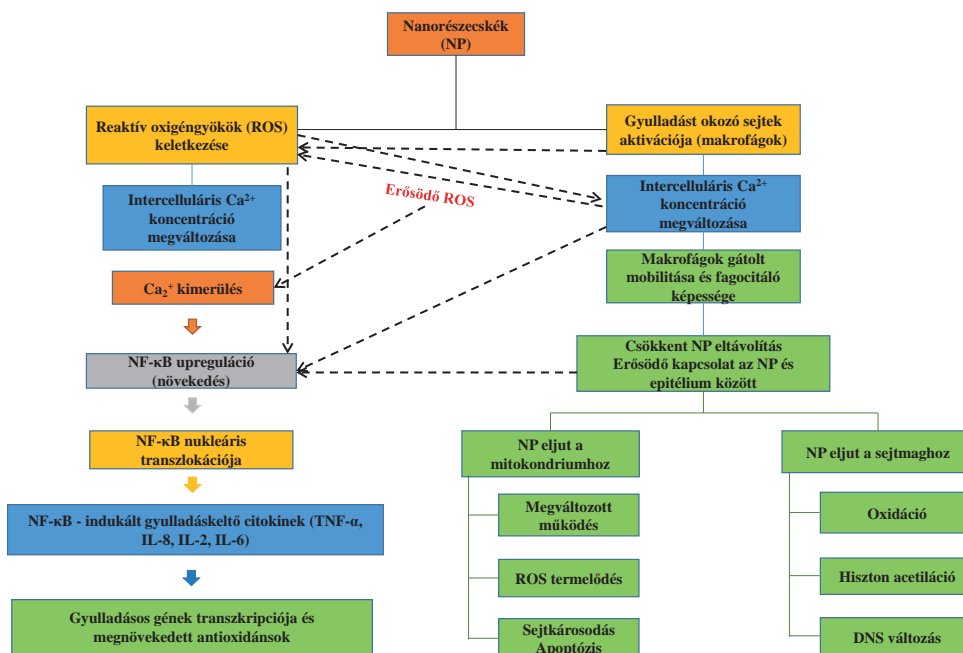 Nanorészecskék
(NP)
Reaktív oxigéngyökök (ROS)
keletkezése
Gyulladást okozó sejtek
aktivációja (makrofágok)
Intercelluláris Ca²⁺
koncentráció
megváltozása
Erősödő ROS
Intercelluláris Ca²⁺
koncentráció
megváltozása
Ca₂⁺ kimerülés
Makrofágok gátolt
mobilitása és fagocitáló
képessége
NF-κB upreguláció
(növekedés)
Csökkent NP eltávolítás
Erősödő kapcsolat az NP és
epitélium között
NF-κB nukleáris
transzlokációja
NF-κB - indukált gyulladáskeltő citokinek (TNF-α,
IL-8, IL-2, IL-6)
Gyulladásos gének transzkripciója és
megnövekedett antioxidánsok
NP eljut a
mitokondriumhoz
Megváltozott
működés
ROS termelődés
Sejtkárosodás
Apoptózis
NP eljut a sejtmaghoz
Oxidáció
Hiszton acetiláció
DNS változás